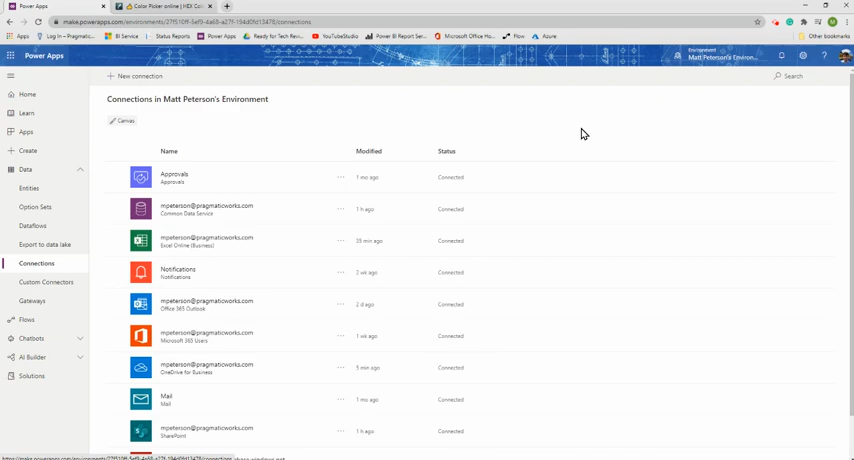 Power Apps
Color Picker online | HEX Col
make.powerapps.com/environments/27f510ff-5ef9-4a68-a27f-194d0fd13478/connections
Apps Log In – Pragmatic... BI Service Status Reports Power Apps Ready for Tech Revi... YouTubeStudio Power BI Report Ser... Microsoft Office Ho... Flow Azure Other bookmarks
Power Apps
Environment
Matt Peterson's Environ...
New connection
Search
Home
Learn
Apps
Create
Data
Entities
Option Sets
Dataflows
Export to data lake
Connections
Custom Connectors
Gateways
Flows
Chatbots
AI Builder
Solutions
Connections in Matt Peterson's Environment
Canvas
Name Modified Status
Approvals
Approvals
1 mo ago Connected
mpeterson@pragmaticworks.com
Common Data Service
1 h ago Connected
mpeterson@pragmaticworks.com
Excel Online (Business)
35 min ago Connected
Notifications
Notifications
2 wk ago Connected
mpeterson@pragmaticworks.com
Office 365 Outlook
2 d ago Connected
mpeterson@pragmaticworks.com
Microsoft 365 Users
1 wk ago Connected
mpeterson@pragmaticworks.com
OneDrive for Business
5 min ago Connected
Mail
Mail
1 mo ago Connected
mpeterson@pragmaticworks.com
SharePoint
1 h ago Connected